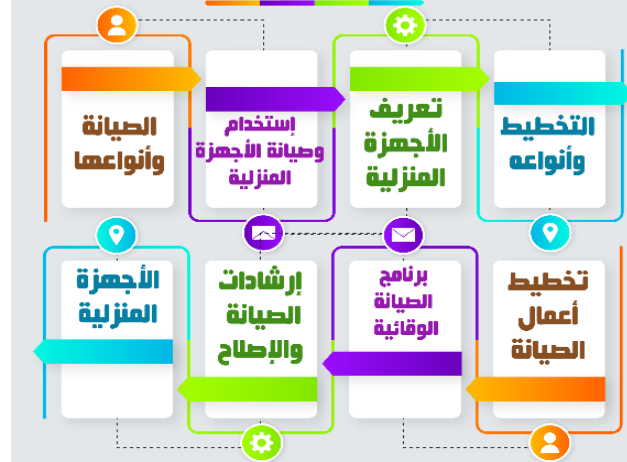 الصيانة
وأنواعها
إستخدام
وصيانة الأجهزة
المنزلية
تعريف
الأجهزة
المنزلية
التخطيط
وأنواعه
الأجهزة
المنزلية
إرشادات
الصيانة
والإصلاح
برنامج
الصيانة
الوقائية
تخطيط
أعمال
الصيانة